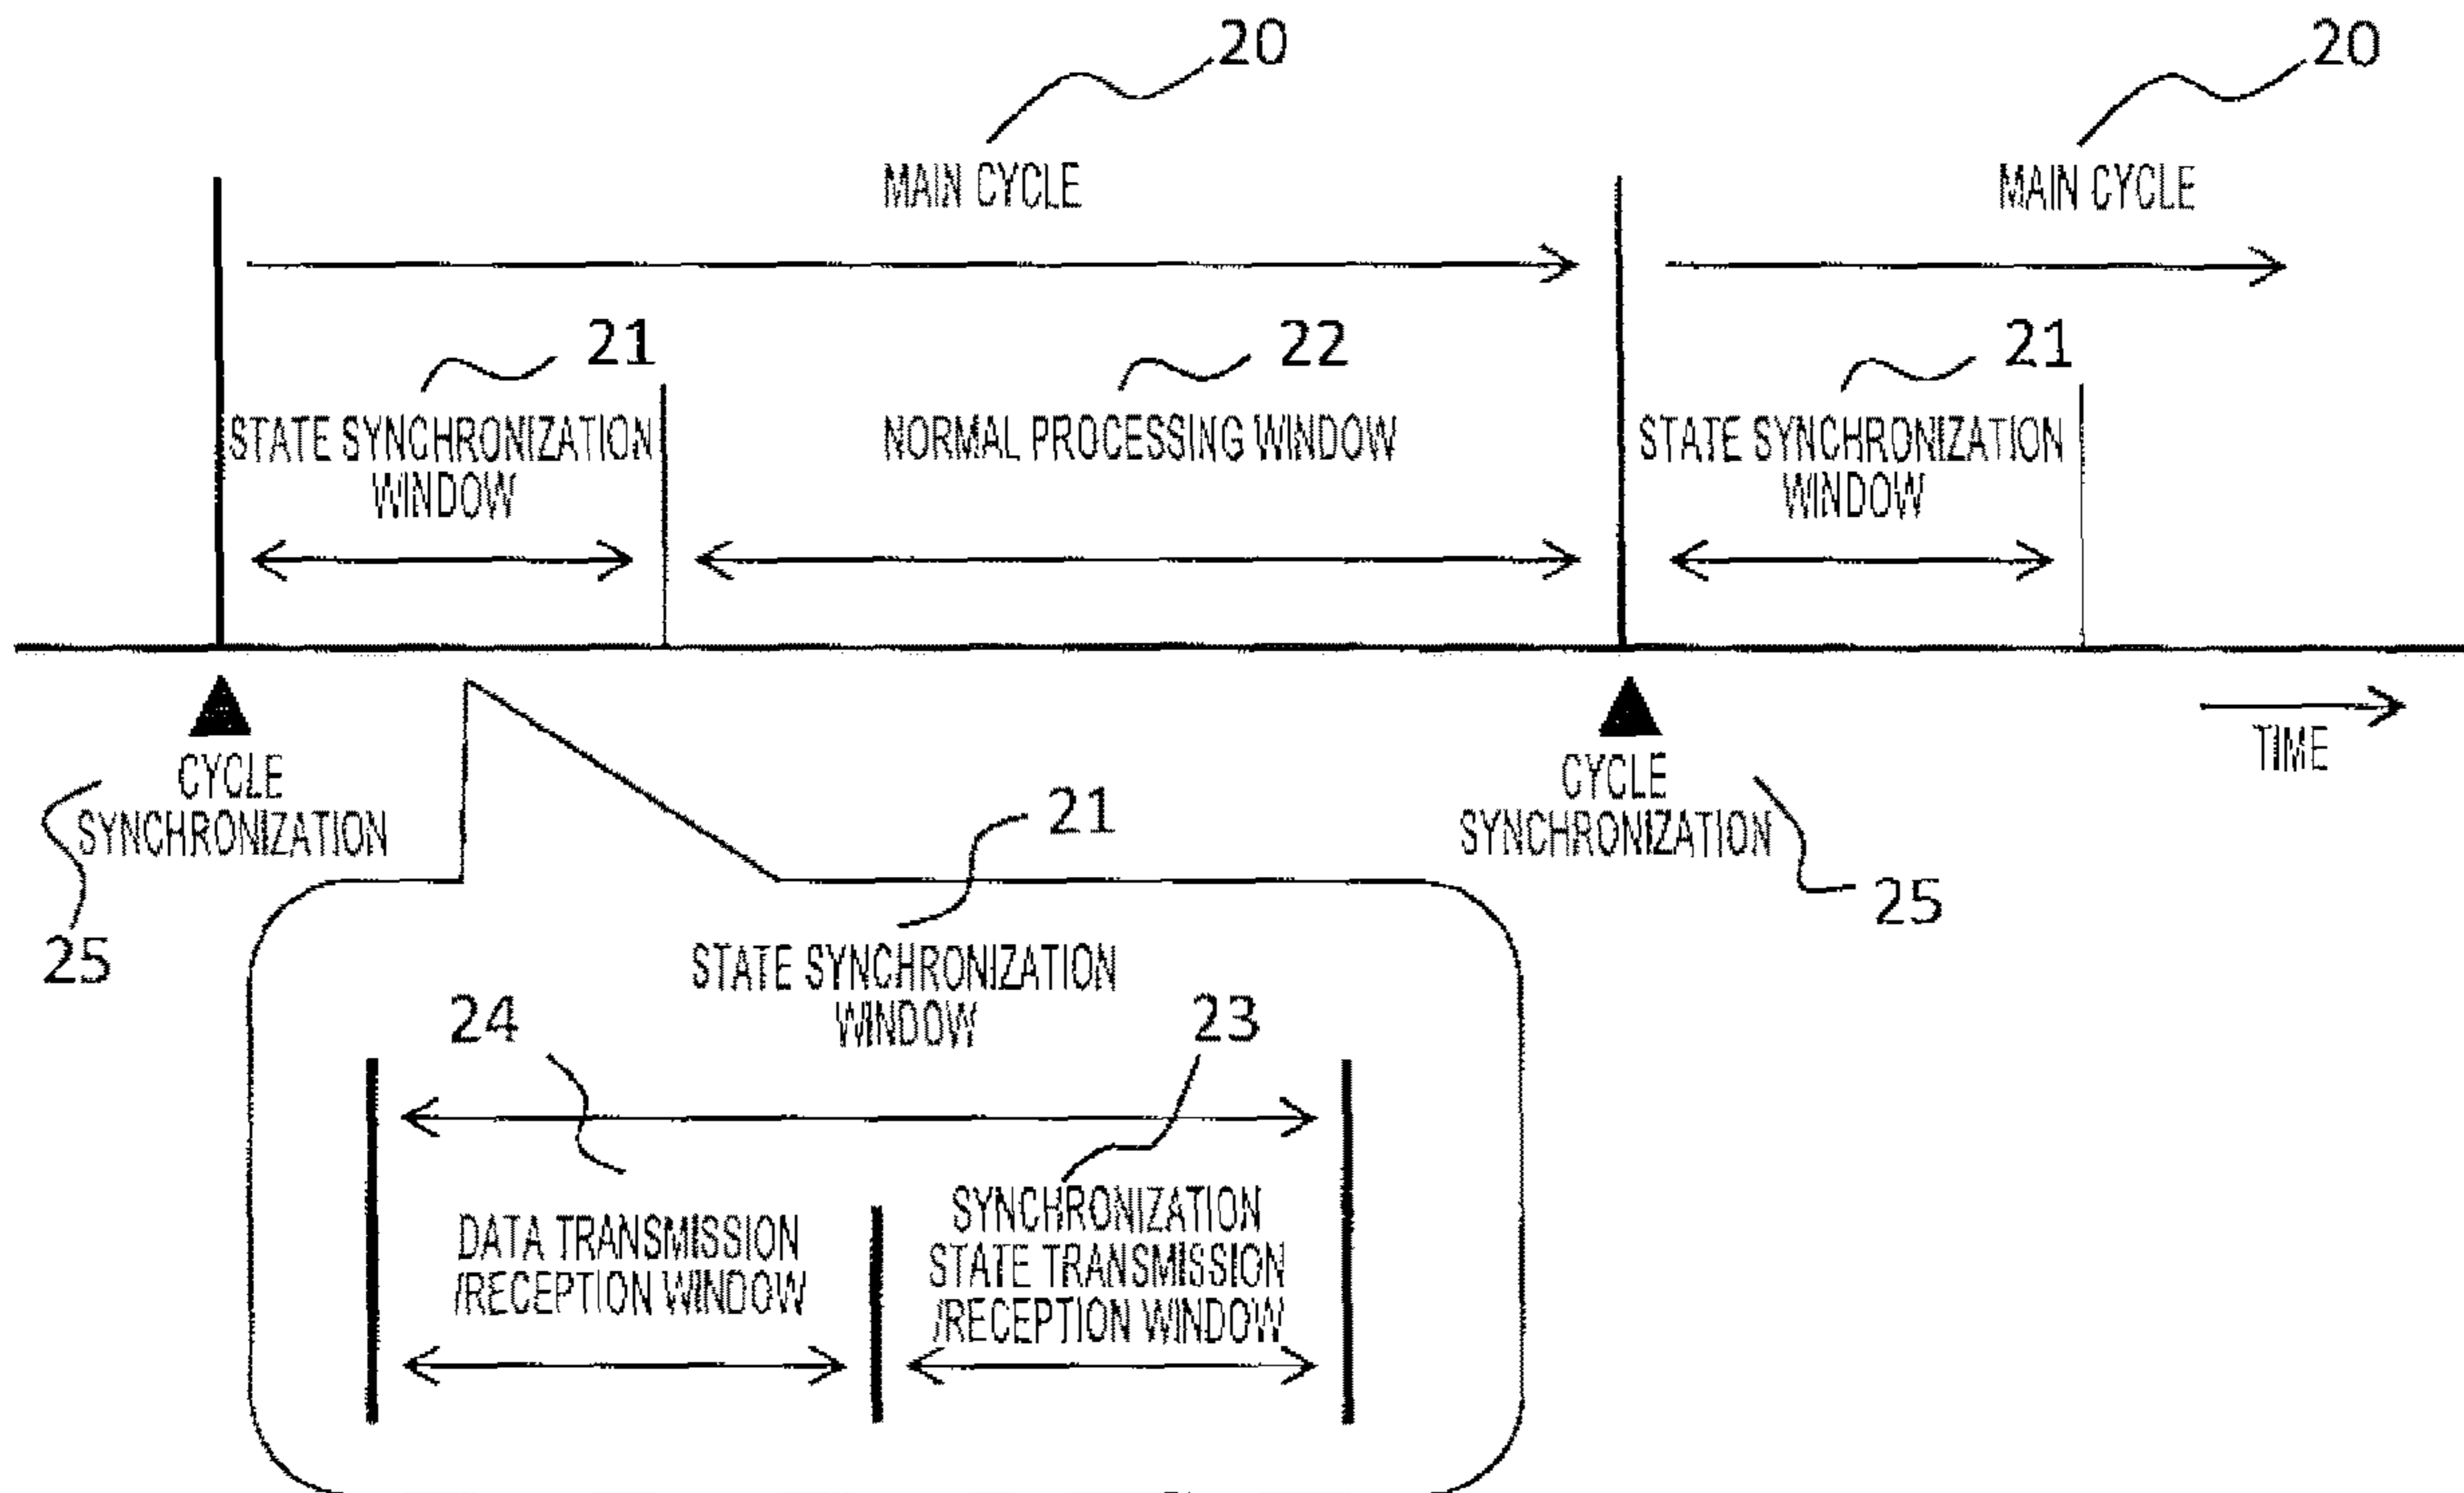 20
20
MAIN CYCLE
MAIN CYCLE
21
22
21
STATE SYNCHRONIZATION
WINDOW
NORMAL PROCESSING WINDOW
STATE SYNCHRONIZATION
WINDOW
CYCLE
SYNCHRONIZATION
25
CYCLE
SYNCHRONIZATION
25
TIME
21
STATE SYNCHRONIZATION
WINDOW
24
23
DATA TRANSMISSION
/RECEPTION WINDOW
SYNCHRONIZATION
STATE TRANSMISSION
/RECEPTION WINDOW